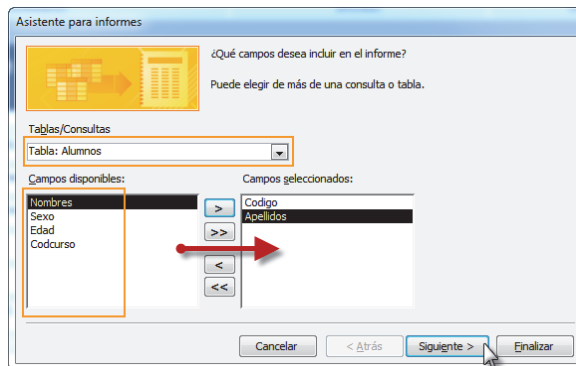 Asistente para informes
¿Qué campos desea incluir en el informe?
Puede elegir de más de una consulta o tabla.
Tablas/Consultas
Tabla: Alumnos
Campos disponibles:
Campos seleccionados:
Nombres
Sexo
Edad
Codcurso
>
>>
<
<<
Codigo
Apellidos
Cancelar
< Atrás
Siguiente >
Finalizar